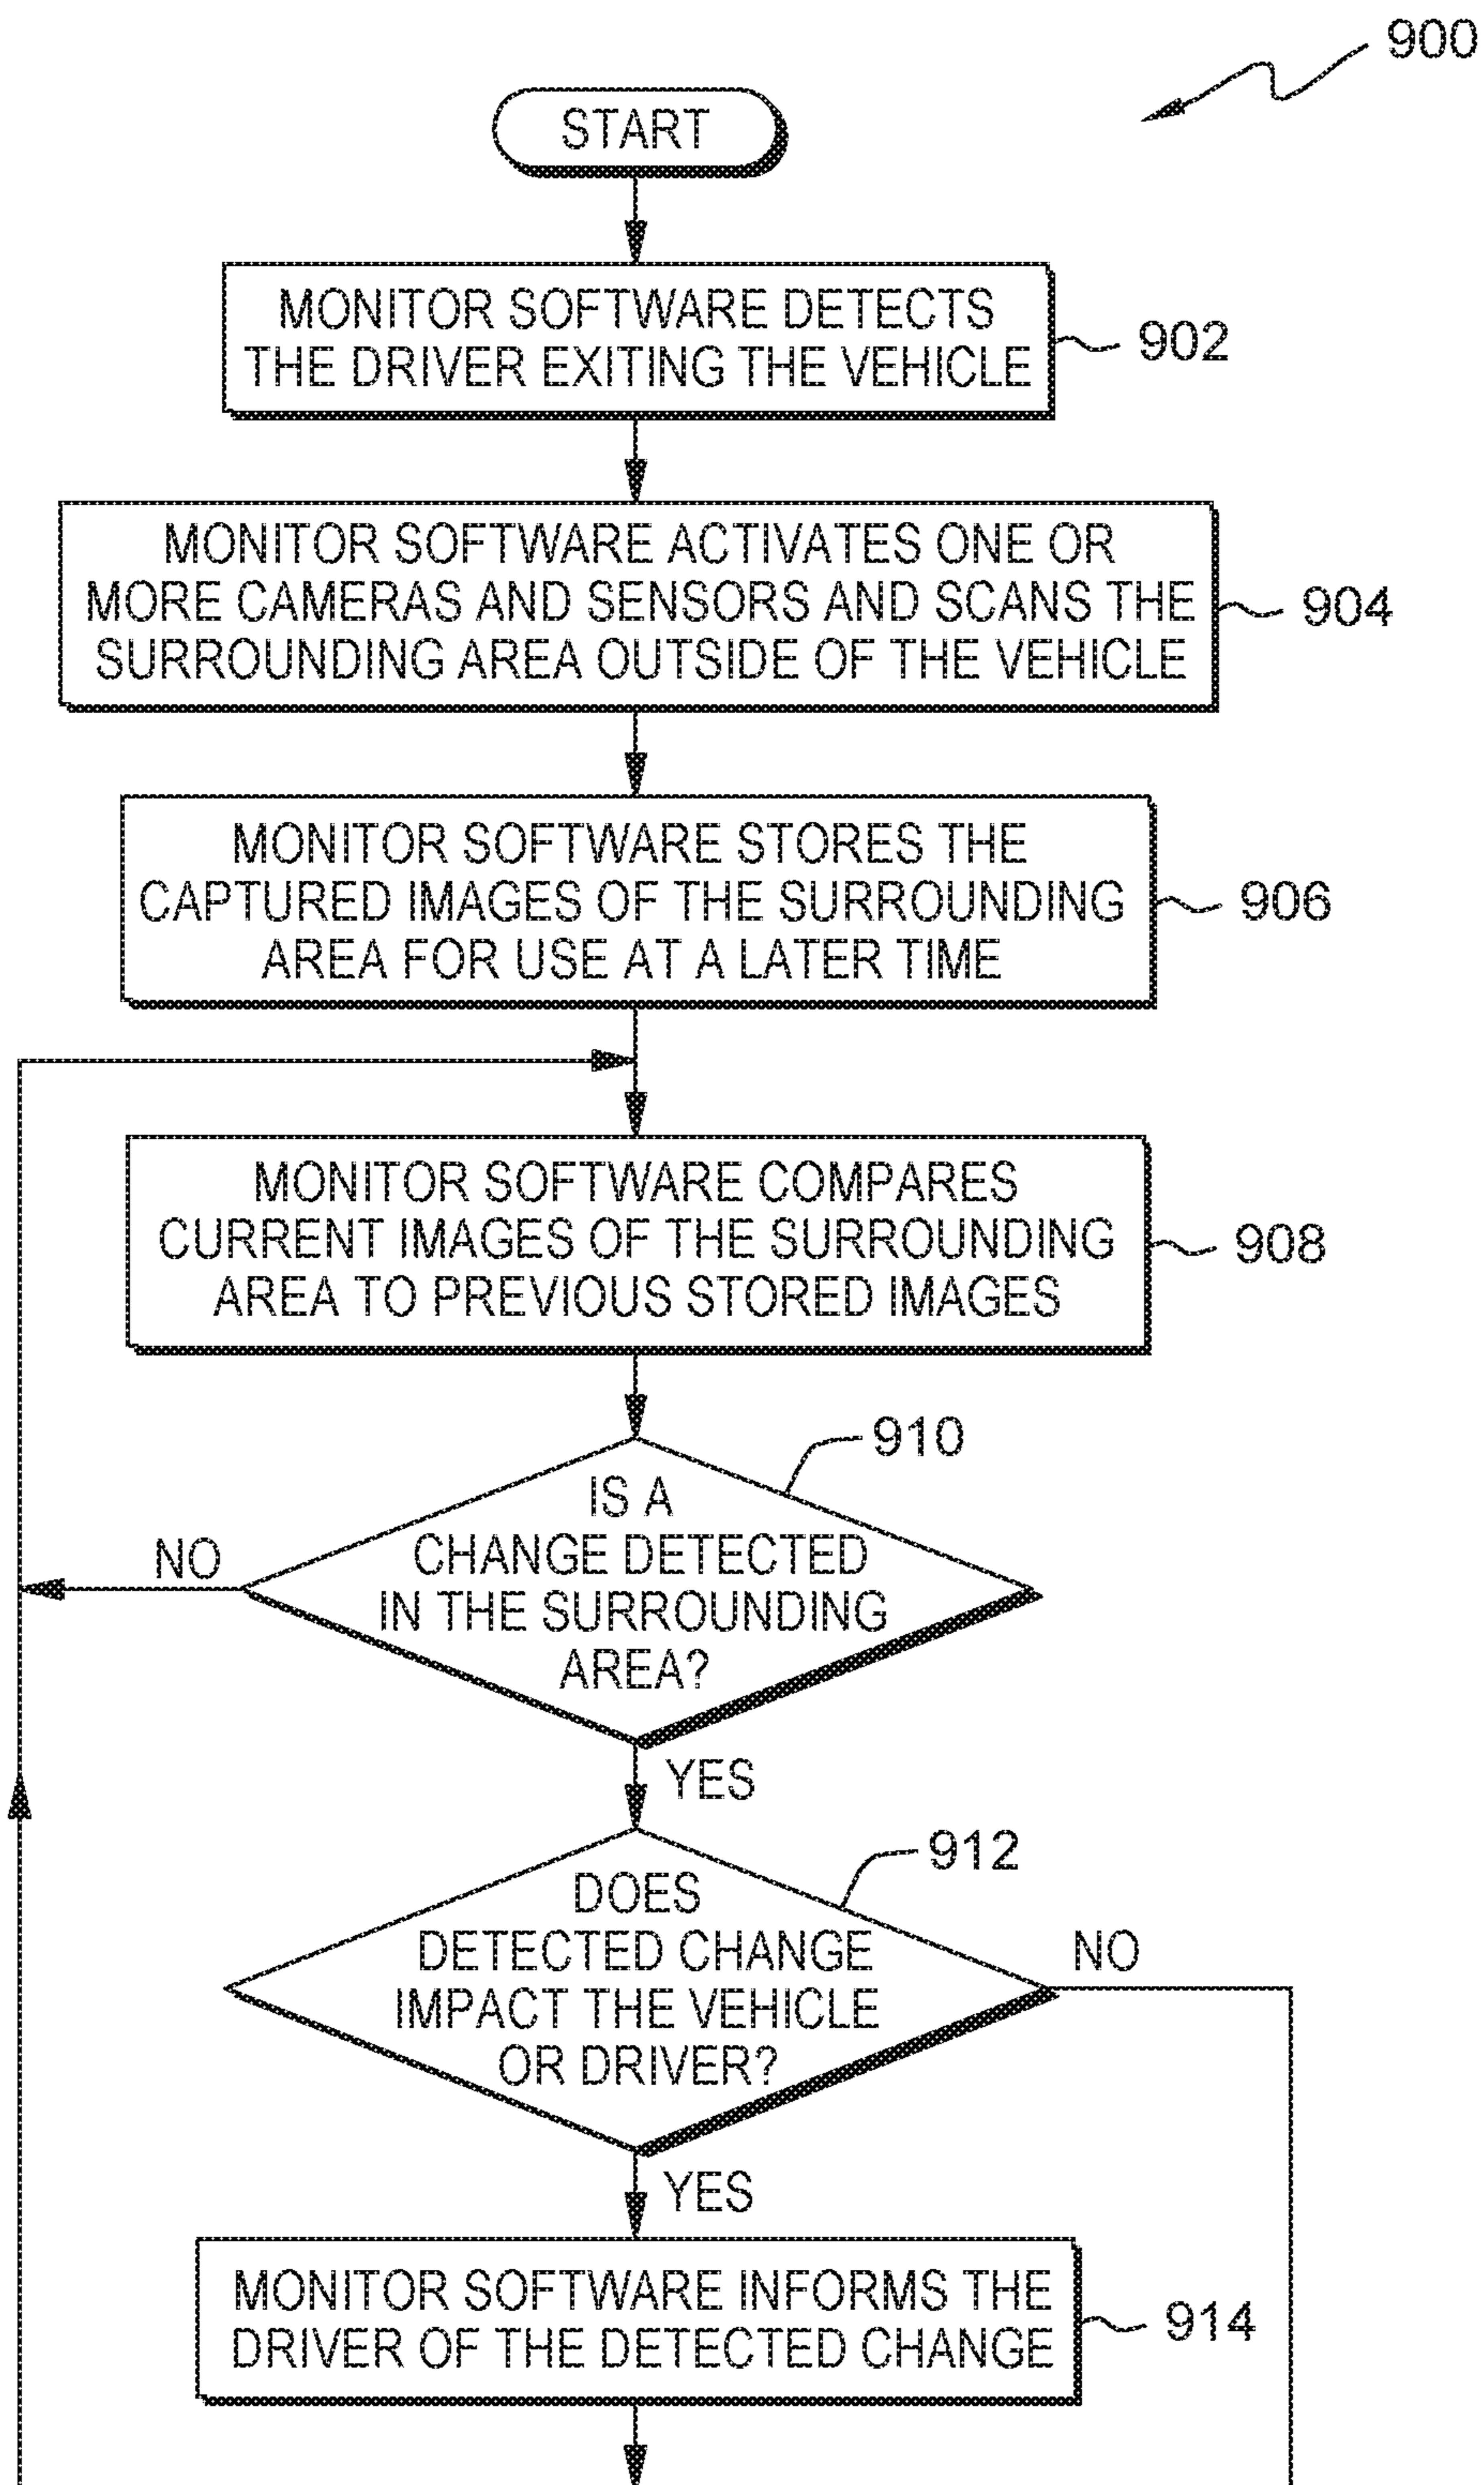 900
START
MONITOR SOFTWARE DETECTS
THE DRIVER EXITING THE VEHICLE
902
MONITOR SOFTWARE ACTIVATES ONE OR
MORE CAMERAS AND SENSORS AND SCANS THE
SURROUNDING AREA OUTSIDE OF THE VEHICLE
904
MONITOR SOFTWARE STORES THE
CAPTURED IMAGES OF THE SURROUNDING
AREA FOR USE AT A LATER TIME
906
MONITOR SOFTWARE COMPARES
CURRENT IMAGES OF THE SURROUNDING
AREA TO PREVIOUS STORED IMAGES
908
910
IS A
CHANGE DETECTED
IN THE SURROUNDING
AREA?
NO
YES
912
DOES
DETECTED CHANGE
IMPACT THE VEHICLE
OR DRIVER?
NO
YES
MONITOR SOFTWARE INFORMS THE
DRIVER OF THE DETECTED CHANGE
914